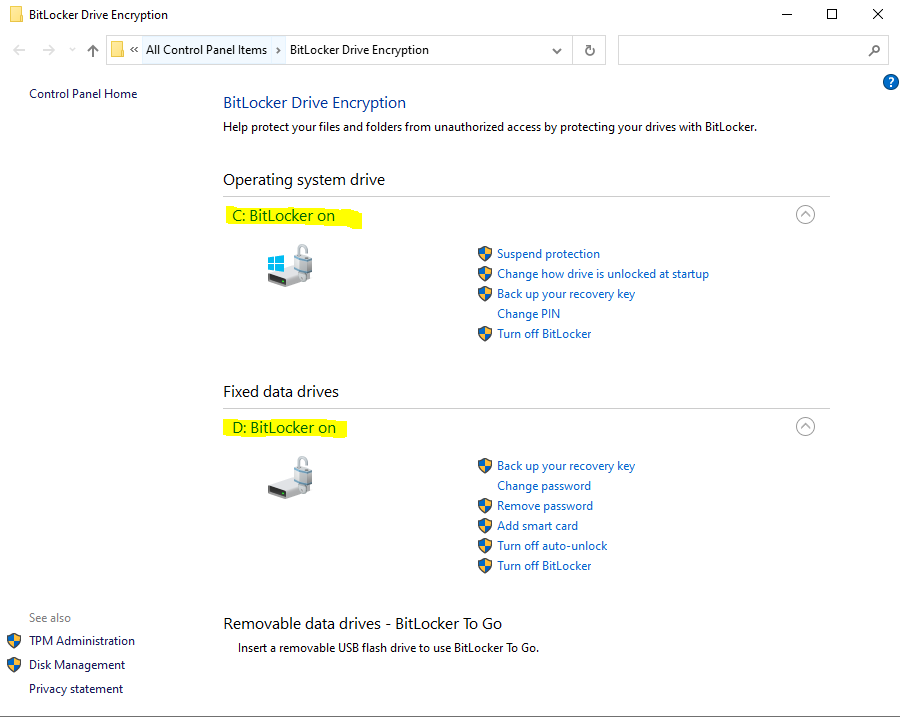 BitLocker Drive Encryption
« All Control Panel Items > BitLocker Drive Encryption
?
Control Panel Home
BitLocker Drive Encryption
Help protect your files and folders from unauthorized access by protecting your drives with BitLocker.
Operating system drive
C: BitLocker on
Suspend protection
Change how drive is unlocked at startup
Back up your recovery key
Change PIN
Turn off BitLocker
Fixed data drives
D: BitLocker on
Back up your recovery key
Change password
Remove password
Add smart card
Turn off auto-unlock
Turn off BitLocker
Removable data drives - BitLocker To Go
Insert a removable USB flash drive to use BitLocker To Go.
See also
TPM Administration
Disk Management
Privacy statement